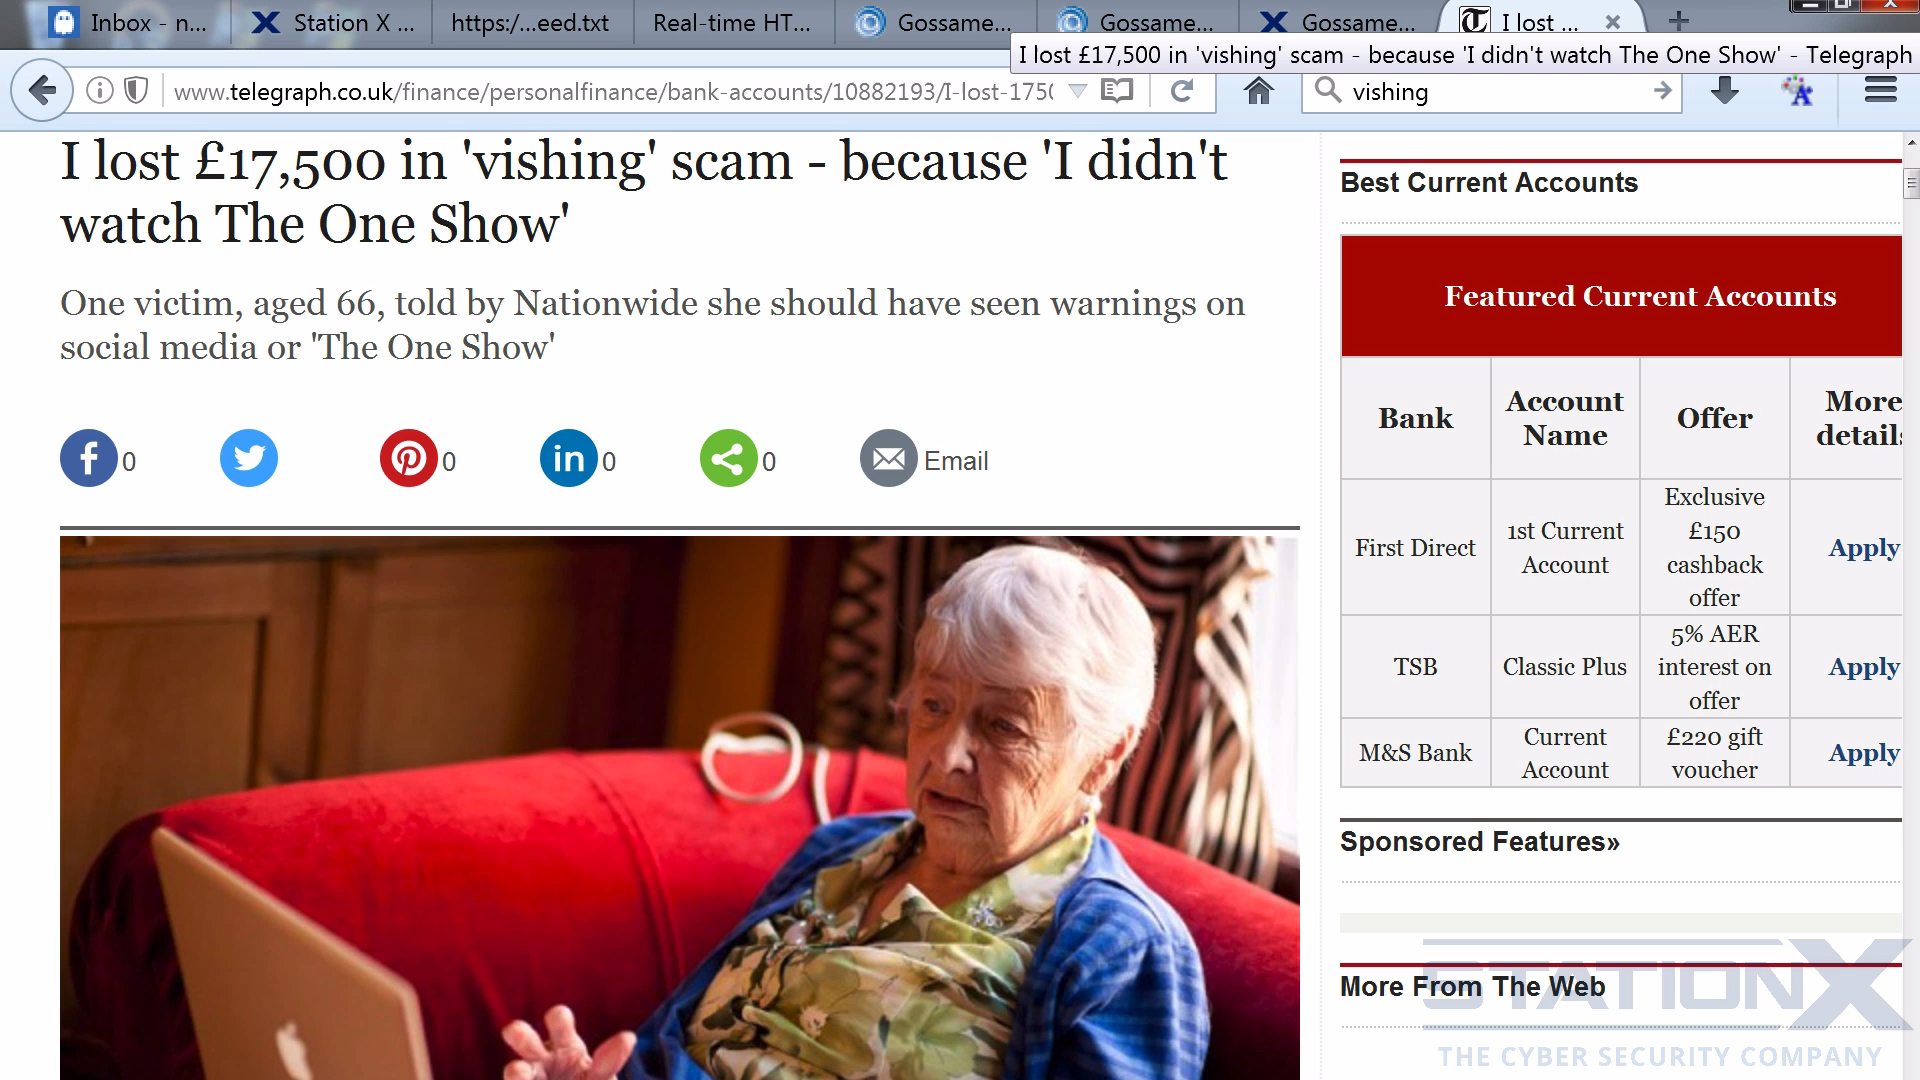 Inbox - n...
Station X ...
https:/...eed.txt
Real-time HT...
Gossame...
Gossame...
Gossame...
I lost ...
I lost £17,500 in 'vishing' scam - because 'I didn't watch The One Show' - Telegraph
www.telegraph.co.uk/finance/personalfinance/bank-accounts/10882193/I-lost-1750
vishing
I lost £17,500 in 'vishing' scam - because 'I didn't
watch The One Show'
One victim, aged 66, told by Nationwide she should have seen warnings on
social media or 'The One Show'
0
0
0
0
Email
Best Current Accounts
Featured Current Accounts
Bank
Account
Name
Offer
More
details
First Direct
1st Current
Account
Exclusive
£150
cashback
offer
Apply
TSB
Classic Plus
5% AER
interest on
offer
Apply
M&S Bank
Current
Account
£220 gift
voucher
Apply
Sponsored Features»
More From The Web
STATIONX
THE CYBER SECURITY COMPANY